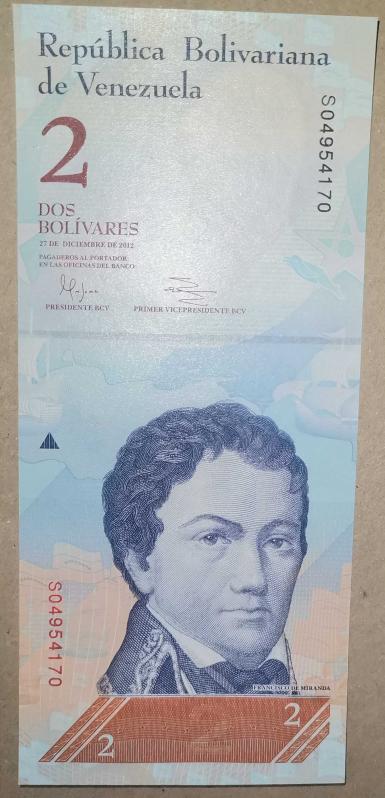 República Bolivariana
de Venezuela
S04954170
2
DOS
BOLÍVARES
27 DE DICIEMBRE DE 2012
PAGADEROS AL PORTADOR
EN LAS OFICINAS DEL BANCO
PRESIDENTE BCV
PRIMER VICEPRESIDENTE BCV
S04954170
FRANCISCO DE MIRANDA
2
2